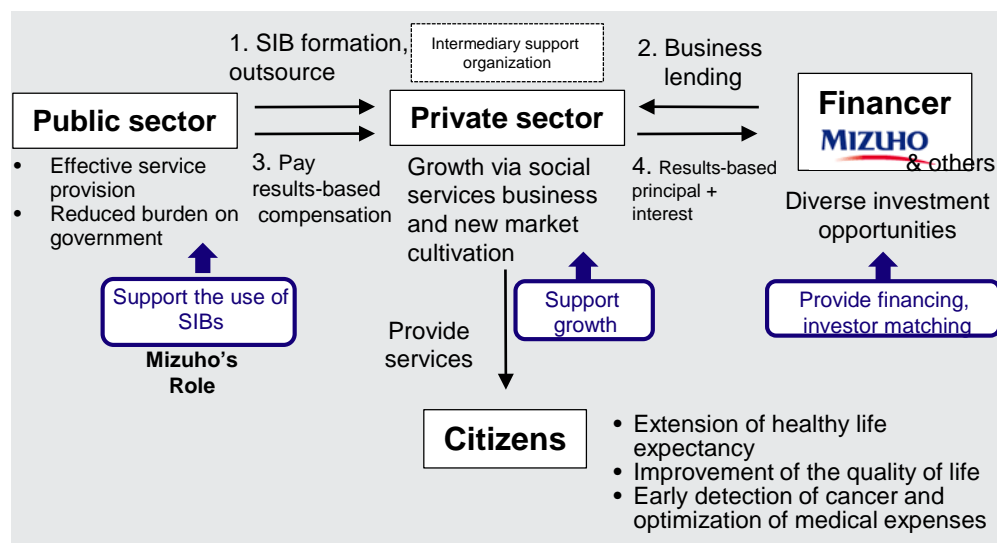 1. SIB formation,
outsource
Intermediary support
organization
2. Business
lending
Public sector
Private sector
Financer
MIZUHO
& others
• Effective service
provision
• Reduced burden on
government
3. Pay
results-based
compensation
Growth via social
services business
and new market
cultivation
4. Results-based
principal +
interest
Diverse investment
opportunities
Support the use of
SIBs
Mizuho’s
Role
Support
growth
Provide financing,
investor matching
Provide
services
Citizens
• Extension of healthy life
expectancy
• Improvement of the quality of life
• Early detection of cancer and
optimization of medical expenses